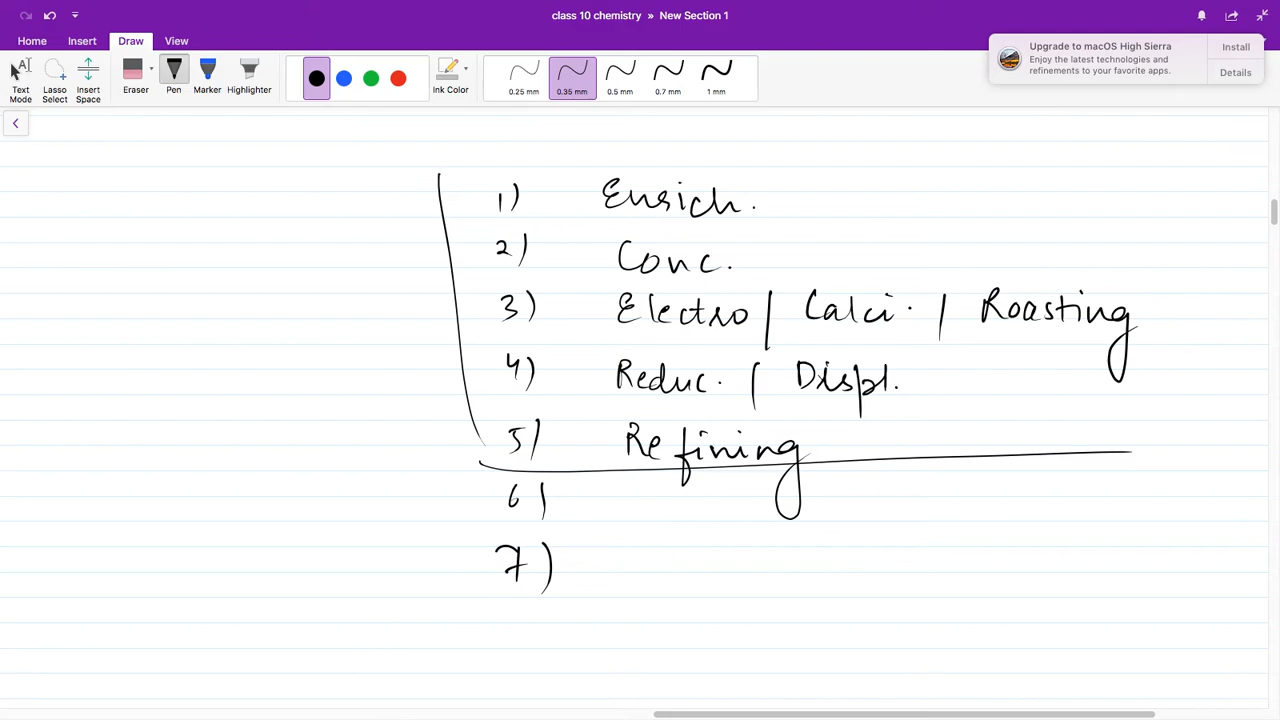 class 10 chemistry » New Section 1
Home Insert Draw View
Upgrade to macOS High Sierra
Enjoy the latest technologies and
refinements to your favorite apps.
Install
Details
Text Mode
Lasso Select
Insert Space
Eraser
Pen
Marker
Highlighter
Ink Color
0.25 mm 0.35 mm 0.5 mm 0.7 mm 1 mm
1) Enrich.
2) Conc.
3) Electro / Calci. / Roasting
4) Reduc. / Displ.
5) Refining
6)
7)